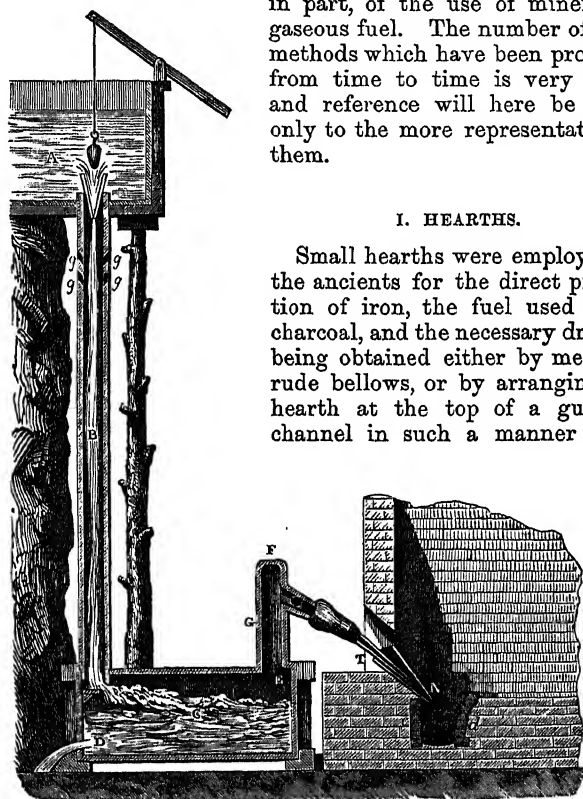 in part, of the use of miner
gaseous fuel. The number of
methods which have been pro
from time to time is very
and reference will here be
only to the more representat
them.
I. HEARTHS.
Small hearths were employ
the ancients for the direct p
tion of iron, the fuel used
charcoal, and the necessary dr
being obtained either by me
rude bellows, or by arrangin
hearth at the top of a gu
channel in such a manner
A
g g
g g
B
F
G
E
T
A
C
D